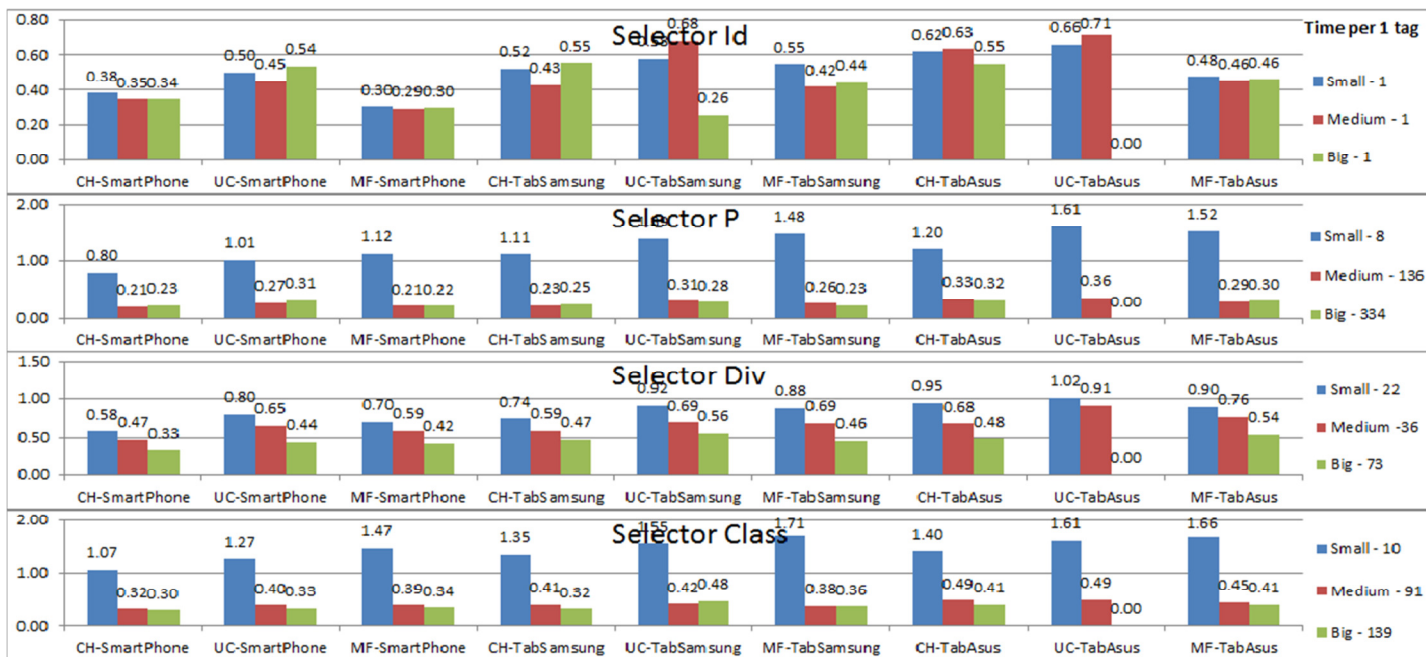 0.80
0.60
0.40
0.20
0.00
Selector Id
0.38 0.35 0.34
0.50 0.45 0.54
0.30 0.29 0.30
0.52 0.43 0.55
0.68 0.26
0.55 0.42 0.44
0.62 0.63 0.55
0.66 0.71 0.00
0.48 0.46 0.46
CH-SmartPhone UC-SmartPhone MF-SmartPhone CH-TabSamsung UC-TabSamsung MF-TabSamsung CH-TabAsus UC-TabAsus MF-TabAsus
Time per 1 tag
Small - 1
Medium - 1
Big - 1
2.00
1.00
0.00
Selector P
0.80 0.21 0.23
1.01 0.27 0.31
1.12 0.21 0.22
1.11 0.23 0.25
0.31 0.28
1.48 0.26 0.23
1.20 0.33 0.32
1.61 0.36 0.00
1.52 0.29 0.30
CH-SmartPhone UC-SmartPhone MF-SmartPhone CH-TabSamsung UC-TabSamsung MF-TabSamsung CH-TabAsus UC-TabAsus MF-TabAsus
Small - 8
Medium - 136
Big - 334
1.50
1.00
0.50
0.00
Selector Div
0.58 0.47 0.33
0.80 0.65 0.44
0.70 0.59 0.42
0.74 0.59 0.47
0.92 0.69 0.56
0.88 0.69 0.46
0.95 0.68 0.48
1.02 0.91 0.00
0.90 0.76 0.54
CH-SmartPhone UC-SmartPhone MF-SmartPhone CH-TabSamsung UC-TabSamsung MF-TabSamsung CH-TabAsus UC-TabAsus MF-TabAsus
Small - 22
Medium -36
Big - 73
2.00
1.00
0.00
Selector Class
1.07 0.32 0.30
1.27 0.40 0.33
1.47 0.39 0.34
1.35 0.41 0.32
1.55 0.42 0.48
1.71 0.38 0.36
1.40 0.49 0.41
1.61 0.49 0.00
1.66 0.45 0.41
CH-SmartPhone UC-SmartPhone MF-SmartPhone CH-TabSamsung UC-TabSamsung MF-TabSamsung CH-TabAsus UC-TabAsus MF-TabAsus
Small - 10
Medium - 91
Big - 139